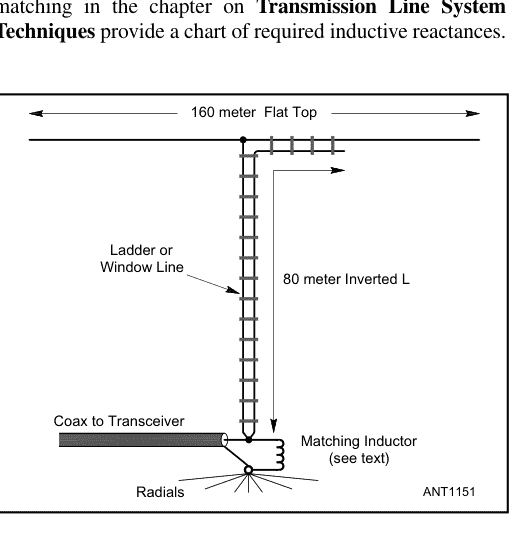 matching in the chapter on Transmission Line System
Techniques provide a chart of required inductive reactances.
160 meter Flat Top
Ladder or
Window Line
80 meter Inverted L
Coax to Transceiver
Matching Inductor
(see text)
Radials
ANT1151